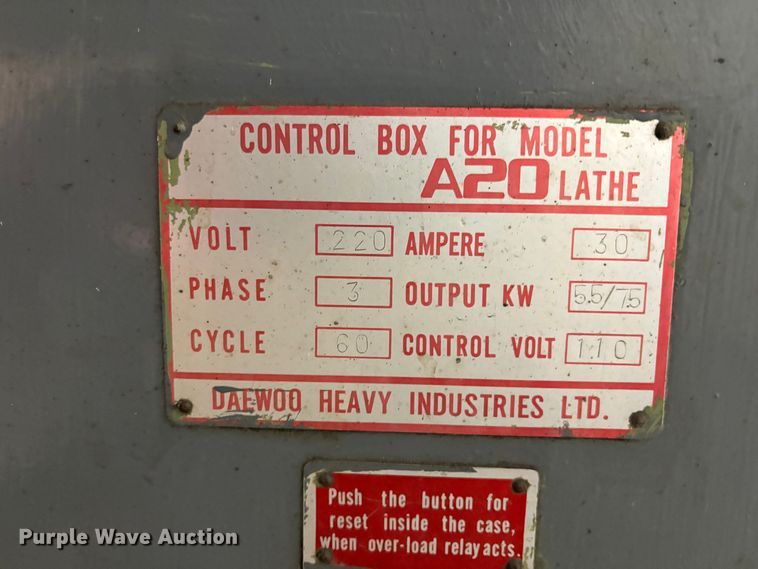 CONTROL BOX FOR MODEL
A20 LATHE
VOLT 220 AMPERE 30
PHASE 3 OUTPUT KW 5.5/7.5
CYCLE 60 CONTROL VOLT 110
DAEWOO HEAVY INDUSTRIES LTD.
Push the button for
reset inside the case,
when over-load relay acts.
Purple Wave Auction